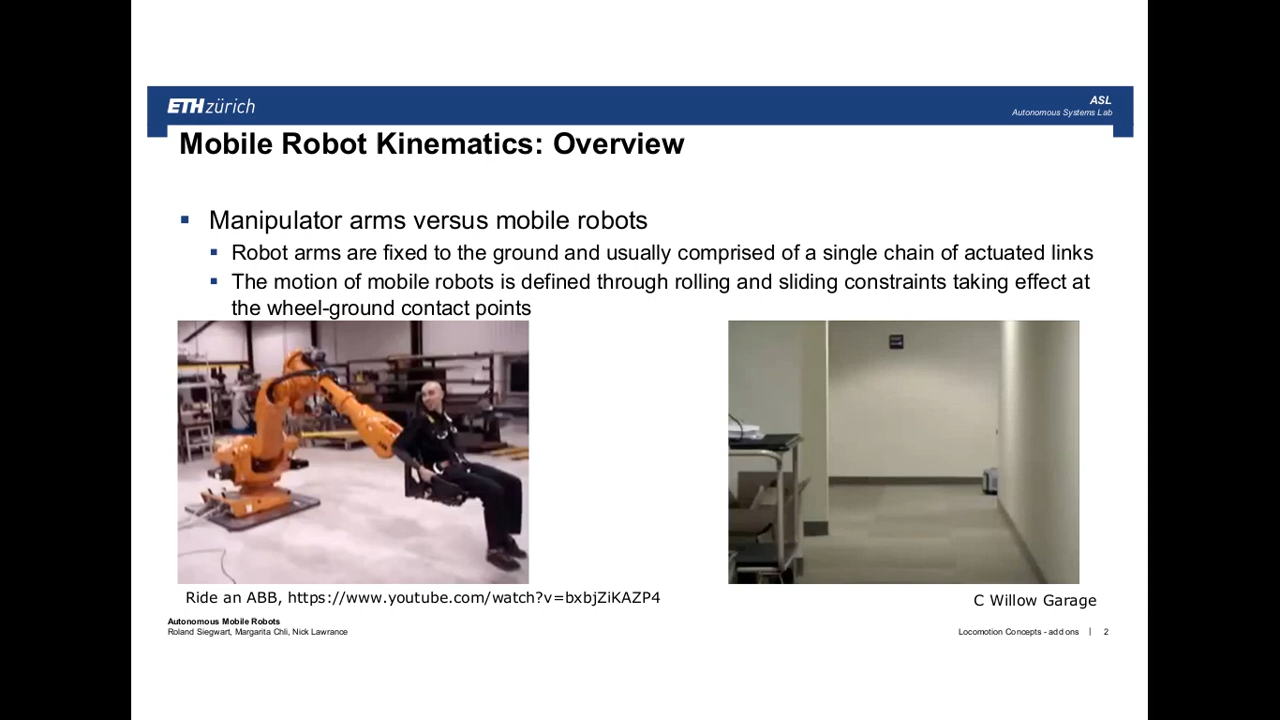 ETHzürich
ASL
Autonomous Systems Lab
Mobile Robot Kinematics: Overview
Manipulator arms versus mobile robots
Robot arms are fixed to the ground and usually comprised of a single chain of actuated links
The motion of mobile robots is defined through rolling and sliding constraints taking effect at
the wheel-ground contact points
Ride an ABB, https://www.youtube.com/watch?v=bxbjZiKAZP4
C Willow Garage
Autonomous Mobile Robots
Roland Siegwart, Margarita Chli, Nick Lawrance
Locomotion Concepts - add ons | 2